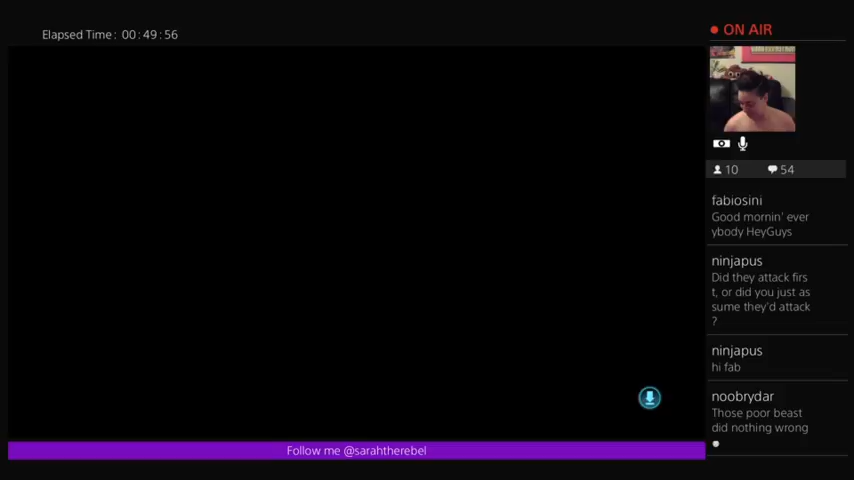 Elapsed Time: 00:49:56
ON AIR
10 54
fabiosini
Good mornin' ever
ybody HeyGuys
ninjapus
Did they attack firs
t, or did you just as
sume they'd attack
?
ninjapus
hi fab
noobrydar
Those poor beast
did nothing wrong
Follow me @sarahtherebel